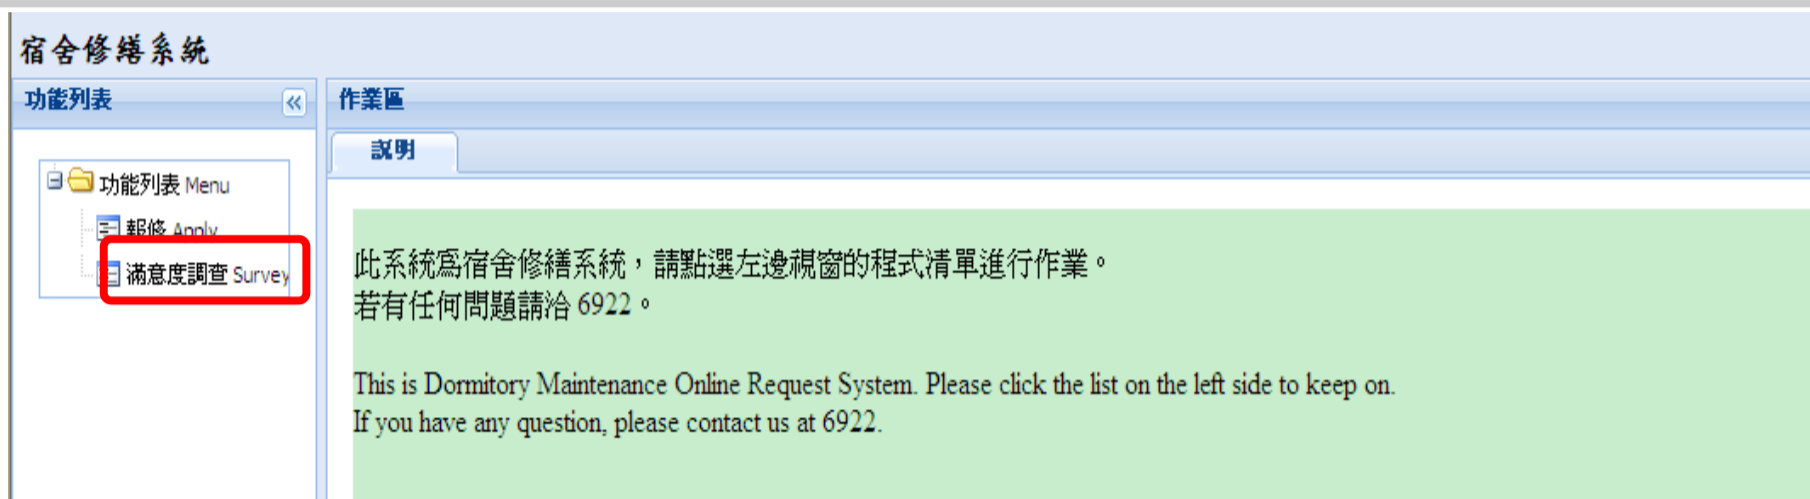 宿舍修繕系統
功能列表
作業區
説明
功能列表 Menu
報修 Apply
滿意度調查 Survey
此系統為宿舍修繕系統，請點選左邊視窗的程式清單進行作業。
若有任何問題請洽 6922。
This is Dormitory Maintenance Online Request System. Please click the list on the left side to keep on.
If you have any question, please contact us at 6922.